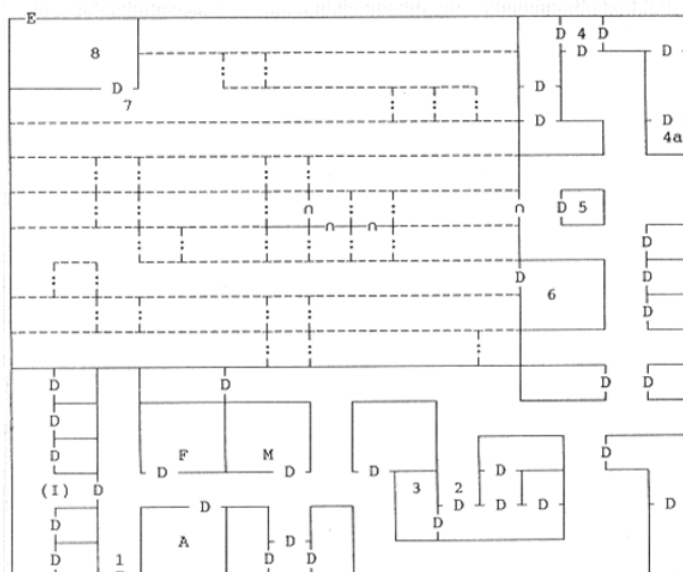 E
D 4 D
8 D D
D D
7
D D
4a
∩ ∩ D 5
∩ ∩
D
D D
6
D
D D D D
D
D F M D
D D D D
(I) D 3 2
D D D D D
D D
A D
D 1 D D